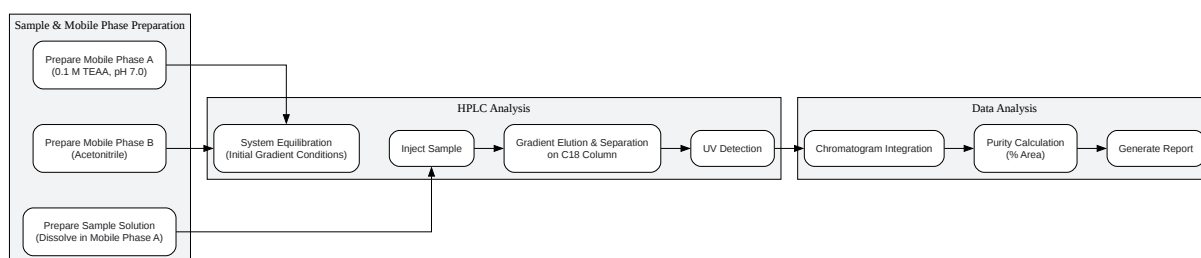 Sample & Mobile Phase Preparation
Prepare Mobile Phase A
(0.1 M TEAA, pH 7.0)
Prepare Mobile Phase B
(Acetonitrile)
Prepare Sample Solution
(Dissolve in Mobile Phase A)
HPLC Analysis
System Equilibration
(Initial Gradient Conditions)
Inject Sample
Gradient Elution & Separation
on C18 Column
UV Detection
Data Analysis
Chromatogram Integration
Purity Calculation
(% Area)
Generate Report